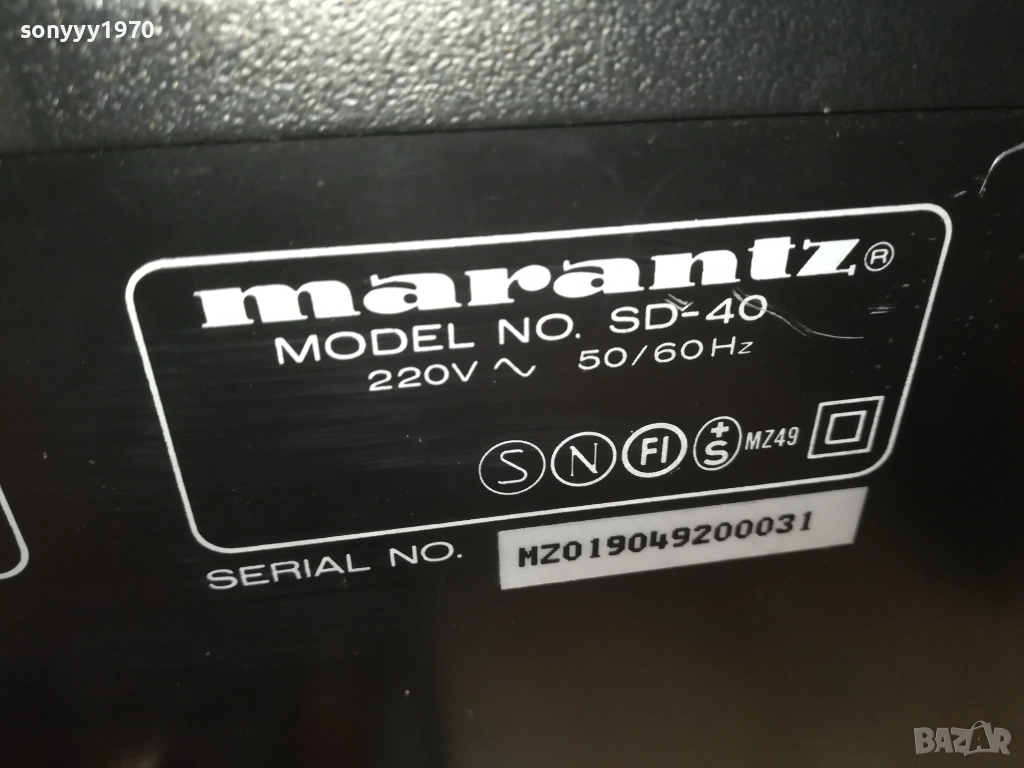 sonyyy1970
marantz®
MODEL NO. SD-40
220V ~ 50/60Hz
S N FI +S MZ49
SERIAL NO. MZ019049200031
BAZAR